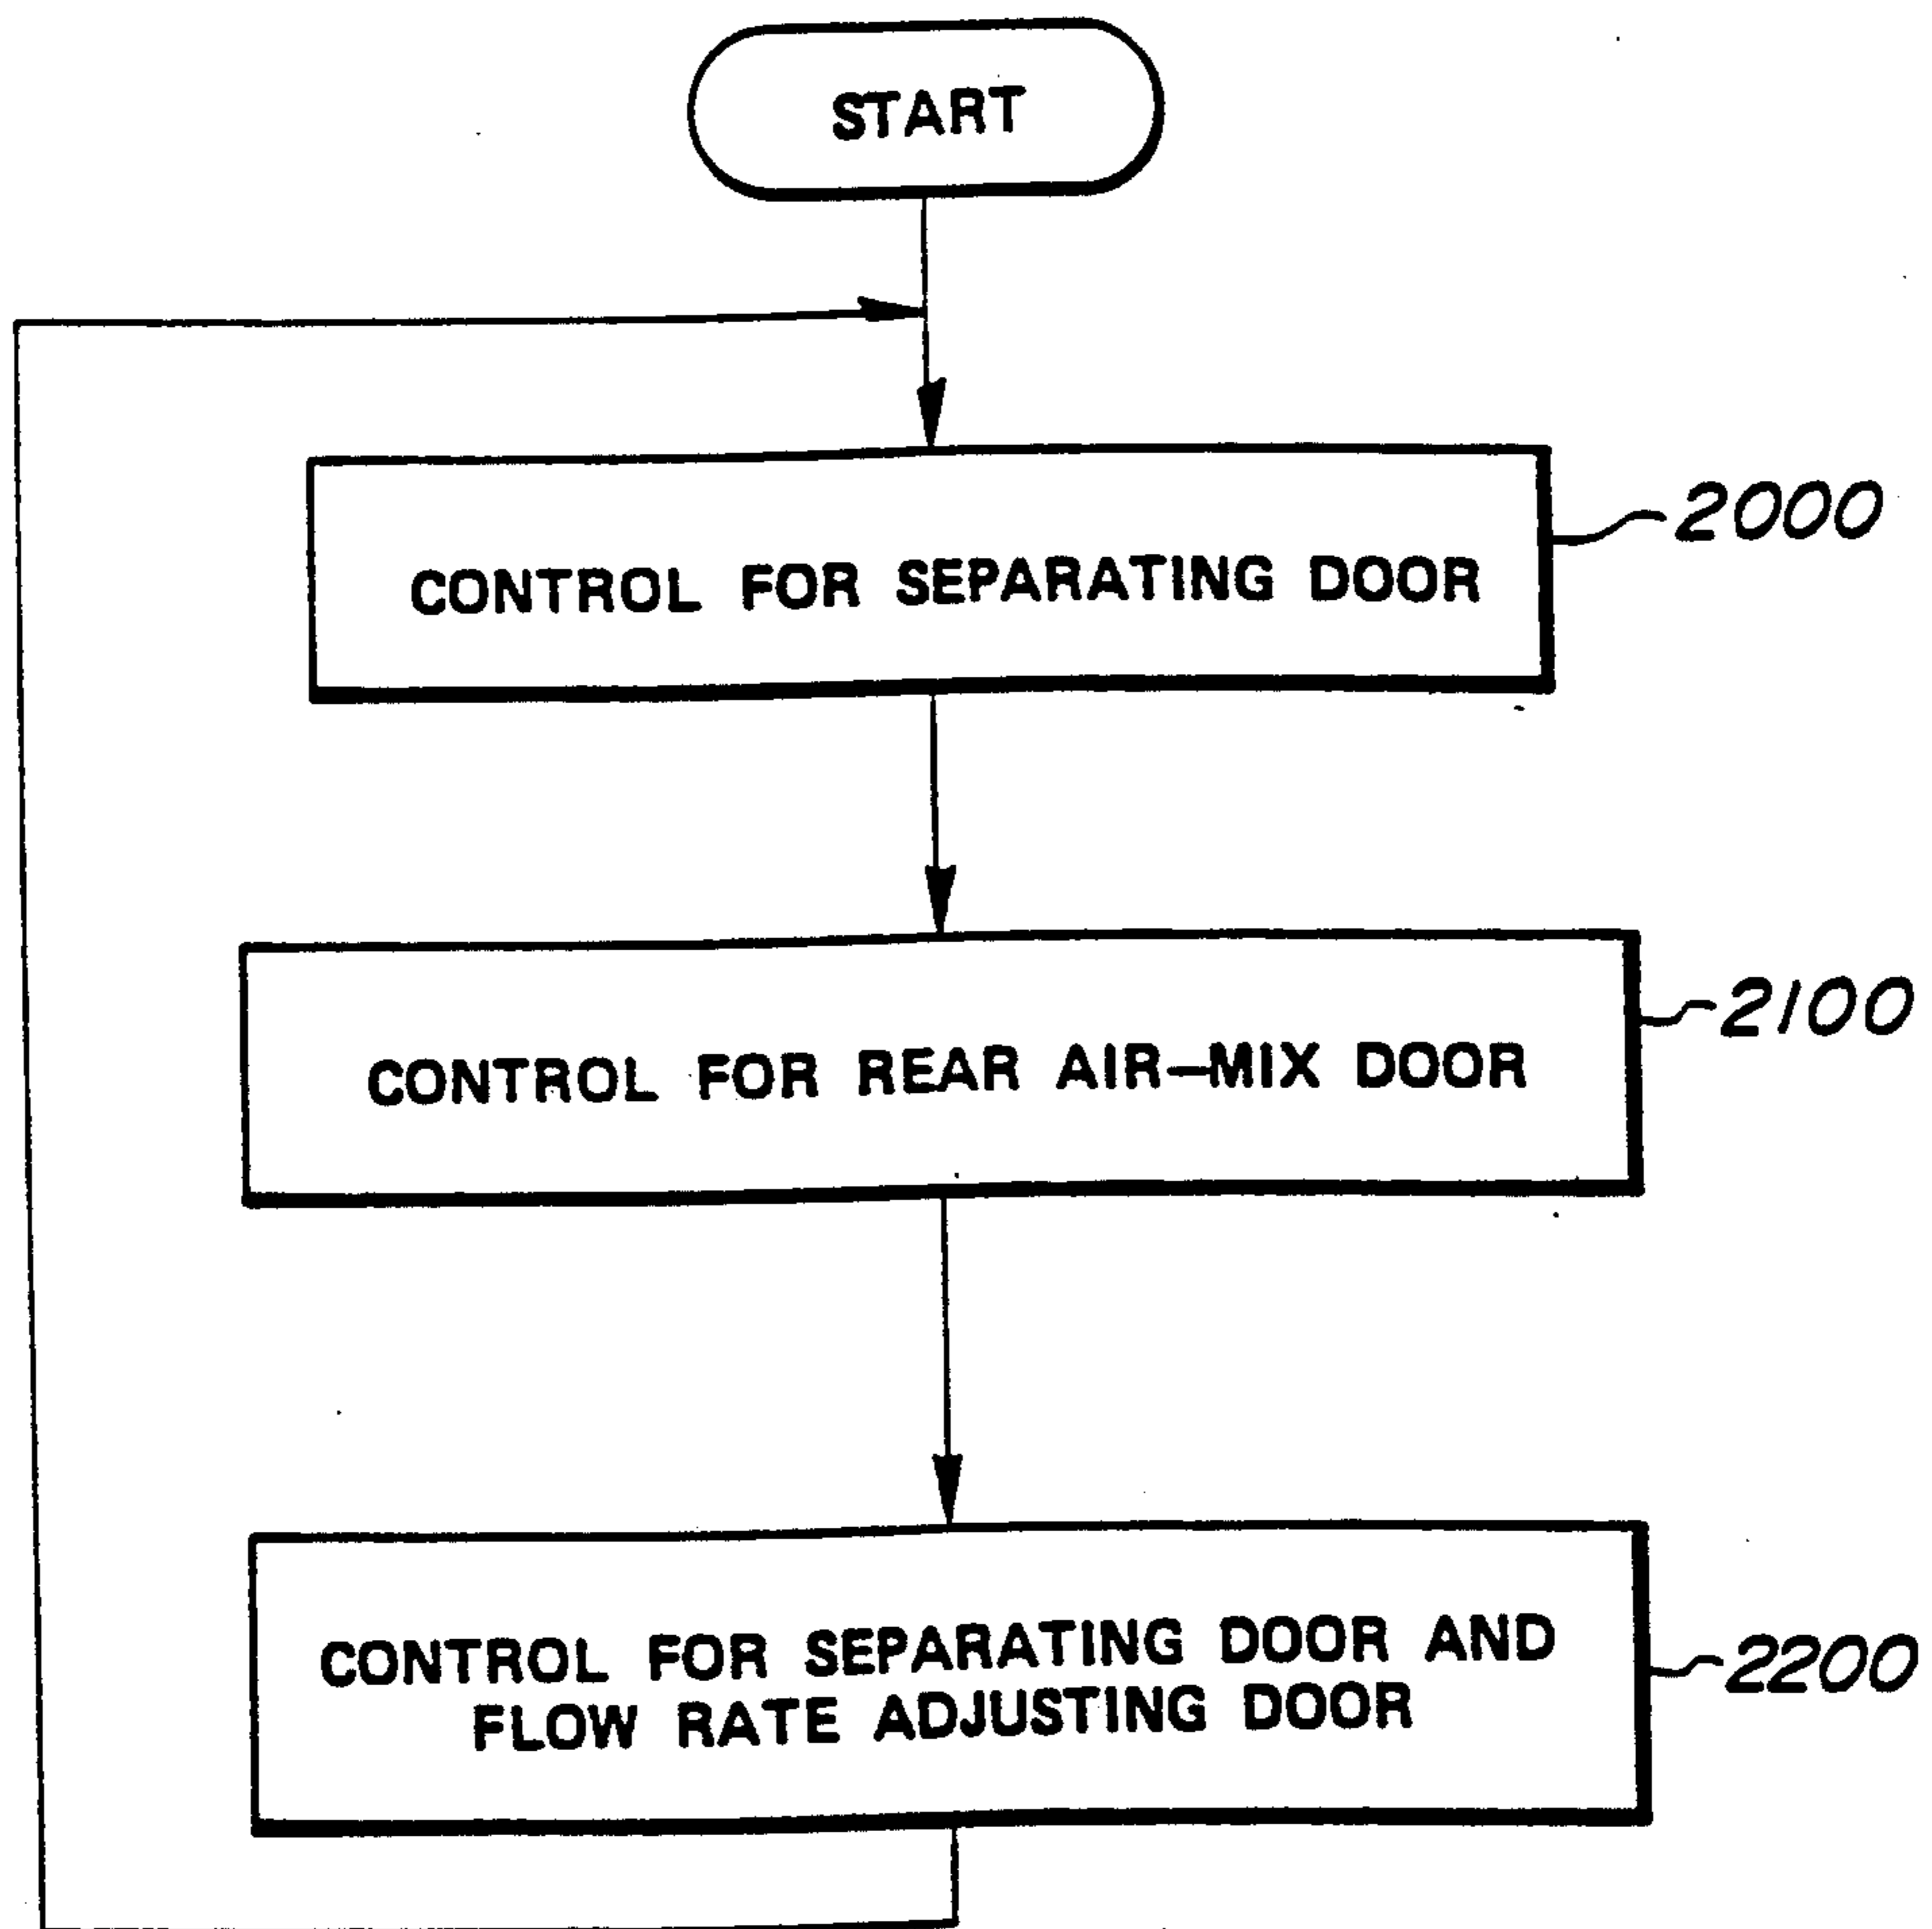 START
CONTROL FOR SEPARATING DOOR
2000
CONTROL FOR REAR AIR-MIX DOOR
2100
CONTROL FOR SEPARATING DOOR AND
FLOW RATE ADJUSTING DOOR
2200